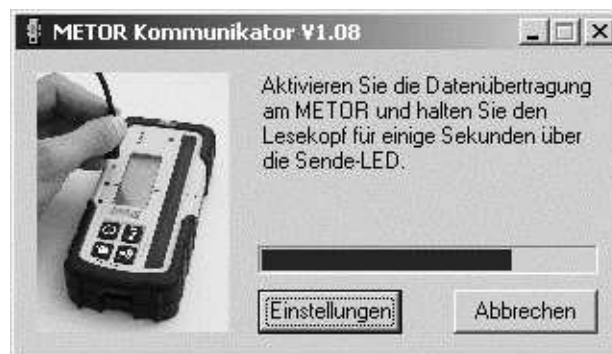 METOR Kommunikator V1.08
Aktivieren Sie die Datenübertragung
am METOR und halten Sie den
Lesekopf für einige Sekunden über
die Sende-LED.
Einstellungen
Abbrechen